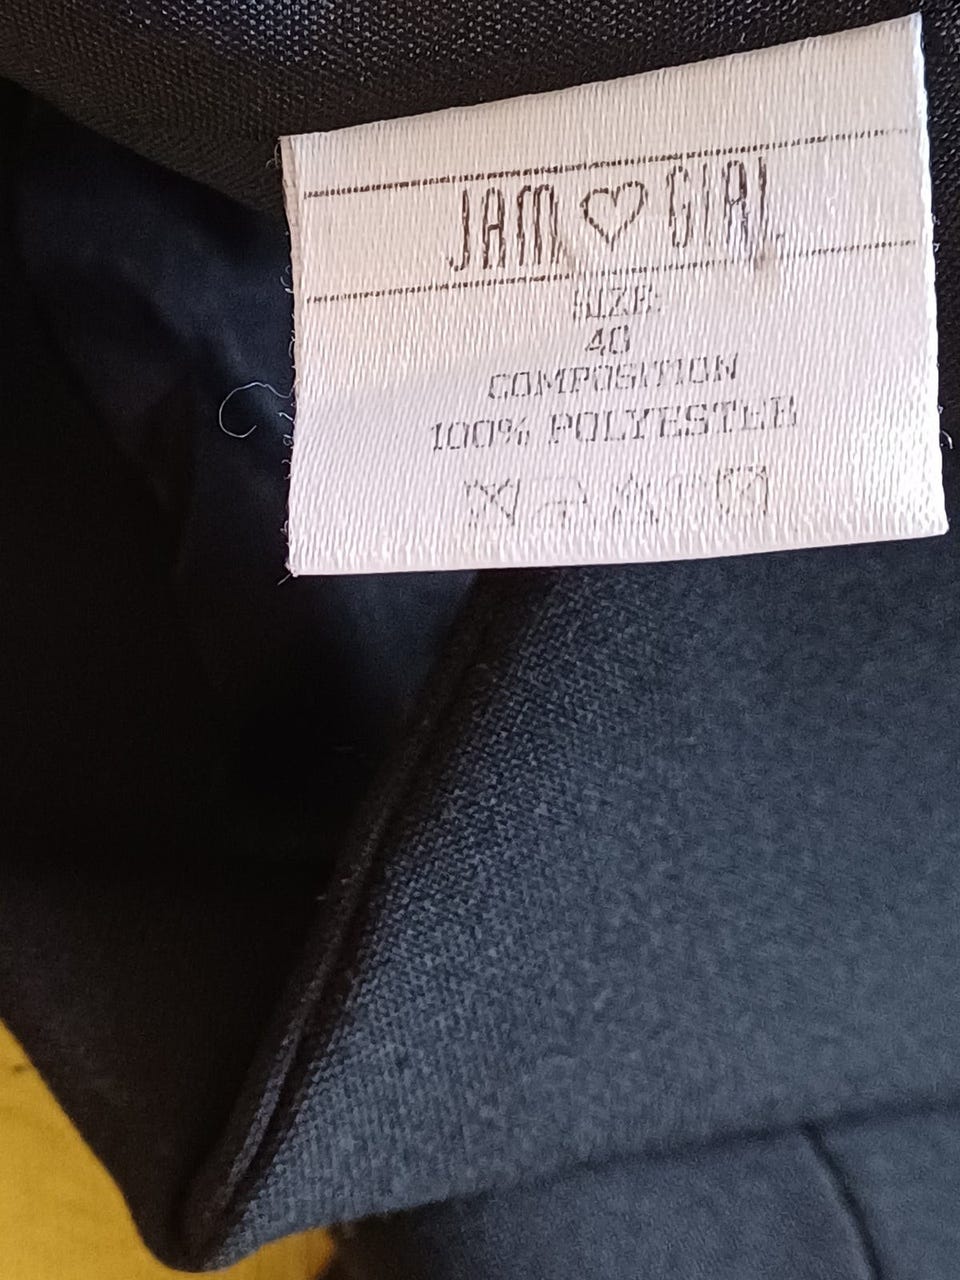 JAM ♡ GIRL
SIZE:
40
COMPOSITION
100% POLYESTER